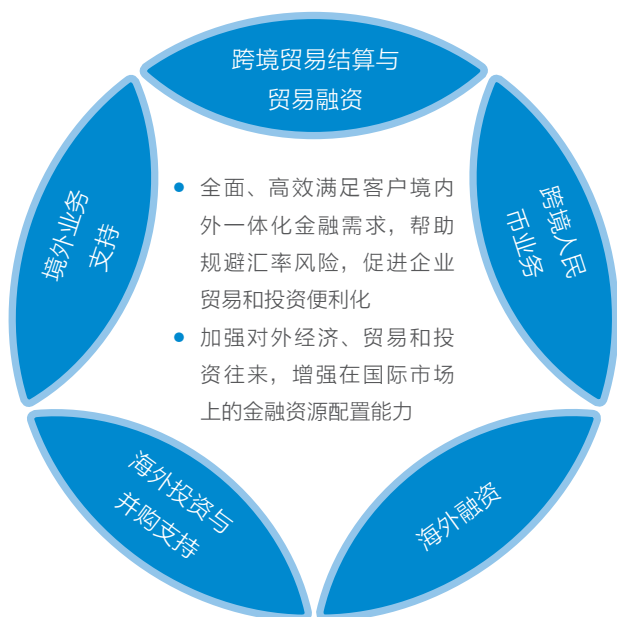 跨境贸易结算与
贸易融资
跨境人民
币业务
海外融资
海外投资与
并购支持
境外业务
支持
全面、高效满足客户境内
外一体化金融需求，帮助
规避汇率风险，促进企业
贸易和投资便利化
加强对外经济、贸易和投
资往来，增强在国际市场
上的金融资源配置能力